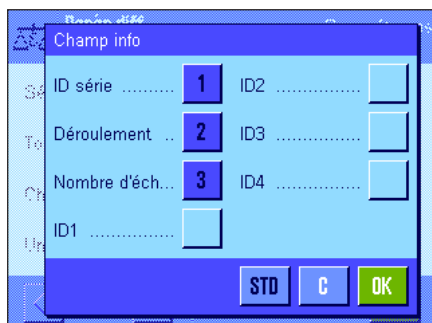 Champ info
ID série .......... 1
Déroulement .. 2
Nombre d'éch... 3
ID1 ................
ID2 ................
ID3 ................
ID4 ................
STD C OK